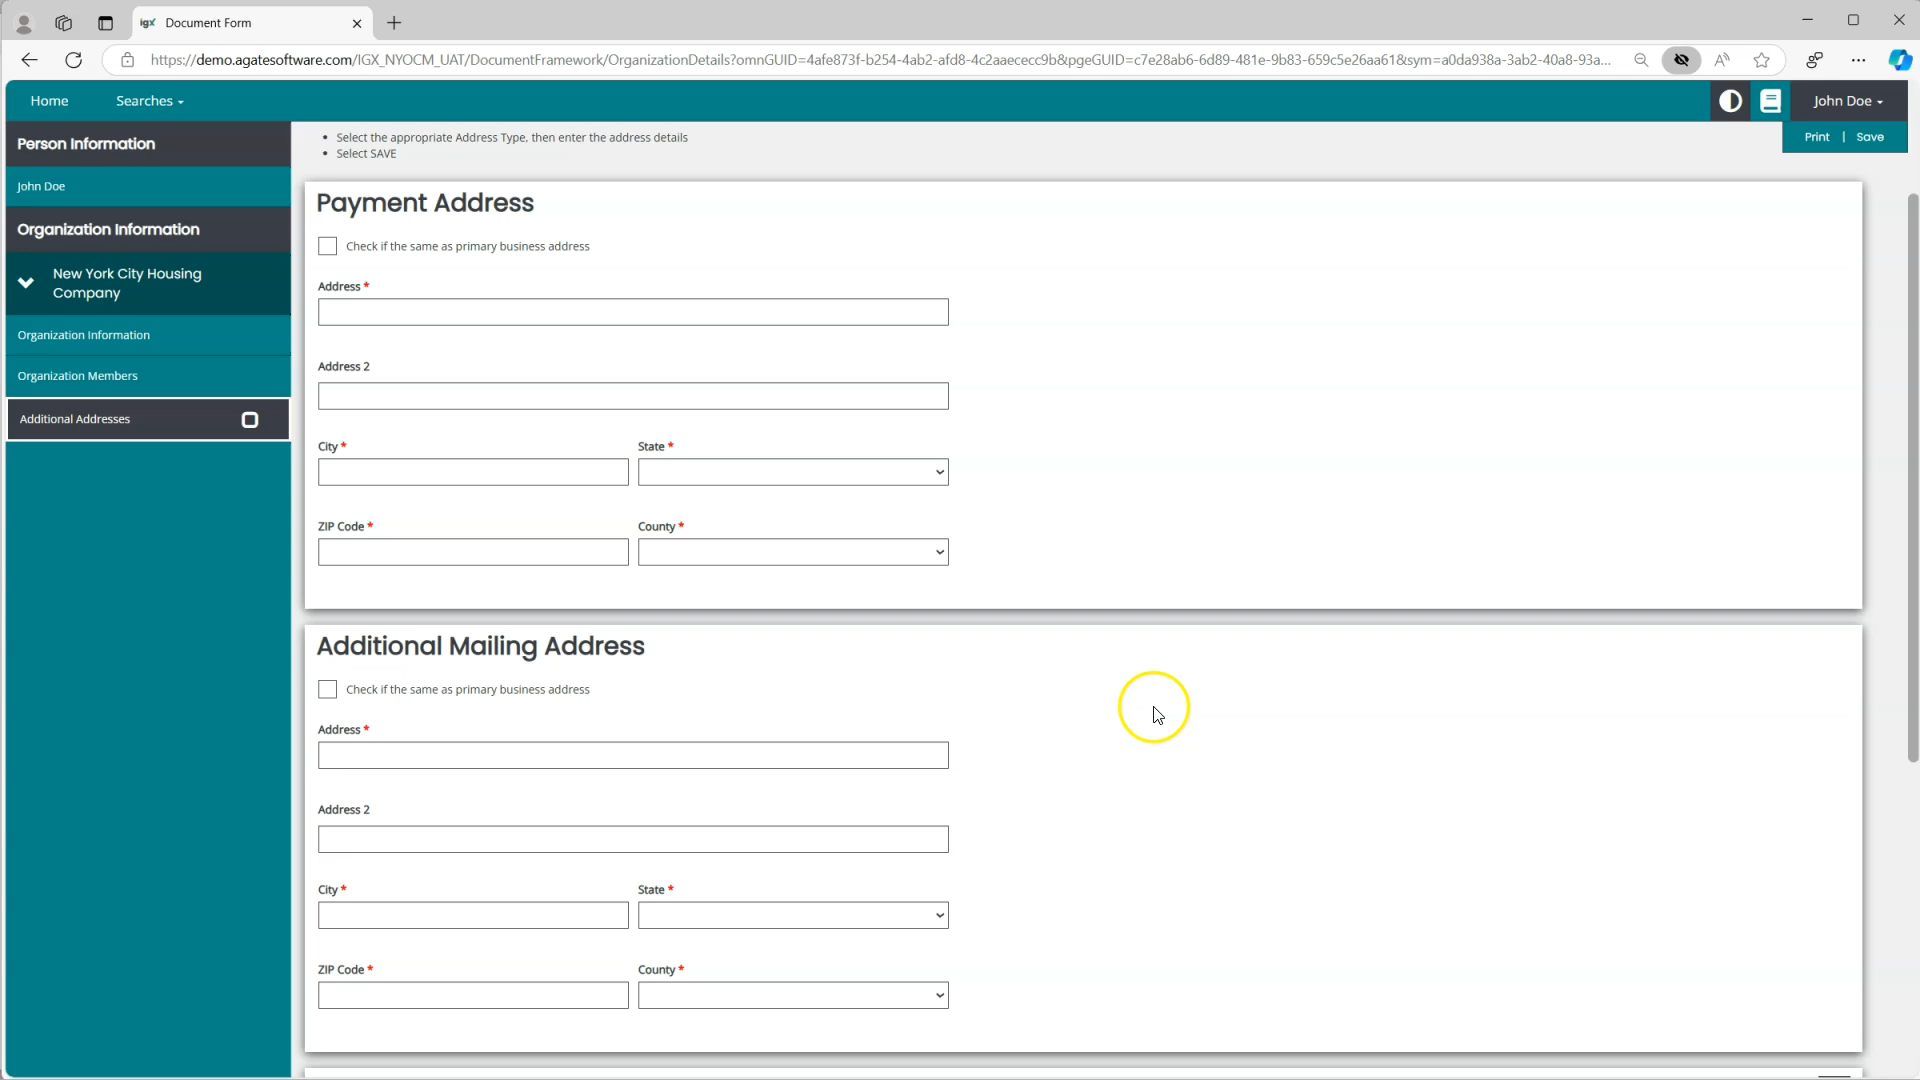 igx Document Form
https://demo.agatesoftware.com/IGX_NYOCM_UAT/DocumentFramework/OrganizationDetails?omnGUID=4afe873f-b254-4ab2-afd8-4c2aaececc9b&pgeGUID=c7e28ab6-6d89-481e-9b83-659c5e26aa61&sym=a0da938a-3ab2-40a8-93a...
Home Searches John Doe
Print | Save
Person Information
John Doe
Organization Information
New York City Housing
Company
Organization Information
Organization Members
Additional Addresses
• Select the appropriate Address Type, then enter the address details
• Select SAVE
Payment Address
Check if the same as primary business address
Address *
Address 2
City * State *
ZIP Code * County *
Additional Mailing Address
Check if the same as primary business address
Address *
Address 2
City * State *
ZIP Code * County *